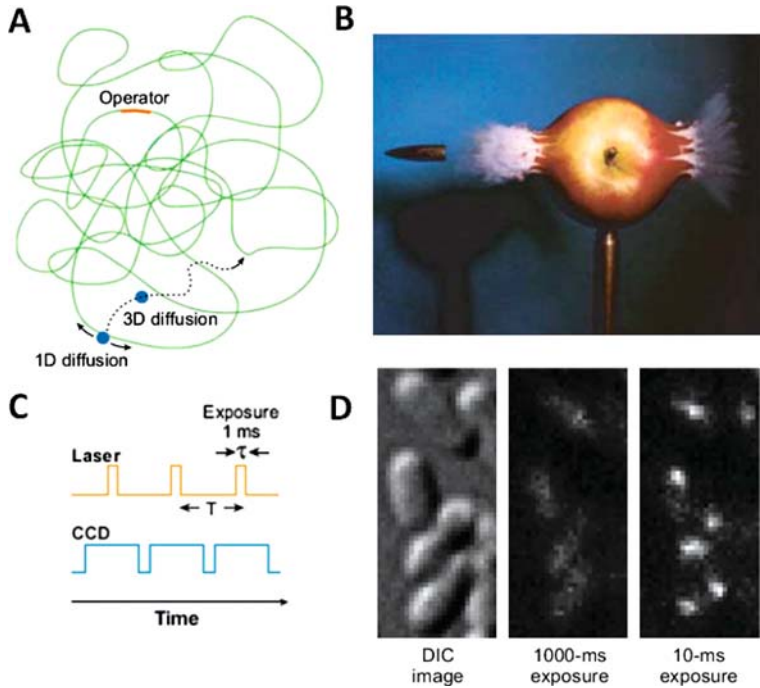 A
Operator
3D diffusion
1D diffusion
B
C
Exposure
1 ms
Laser
τ
T
CCD
Time
D
DIC
image
1000-ms
exposure
10-ms
exposure